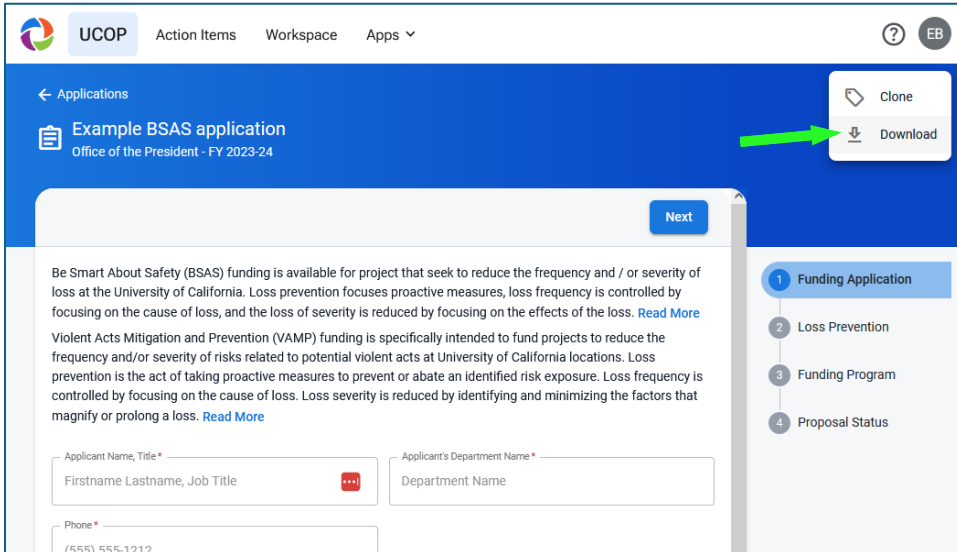 UCOP Action Items Workspace Apps EB
Applications
Clone
Example BSAS application
Download
Office of the President - FY 2023-24
Next
Be Smart About Safety (BSAS) funding is available for project that seek to reduce the frequency and / or severity of
loss at the University of California. Loss prevention focuses proactive measures, loss frequency is controlled by
focusing on the cause of loss, and the loss of severity is reduced by focusing on the effects of the loss. Read More
Violent Acts Mitigation and Prevention (VAMP) funding is specifically intended to fund projects to reduce the
frequency and/or severity of risks related to potential violent acts at University of California locations. Loss
prevention is the act of taking proactive measures to prevent or abate an identified risk exposure. Loss frequency is
controlled by focusing on the cause of loss. Loss severity is reduced by identifying and minimizing the factors that
magnify or prolong a loss. Read More
Applicant Name, Title * Applicant's Department Name *
Firstname Lastname, Job Title Department Name
Phone *
(555) 555-1212
1 Funding Application
2 Loss Prevention
3 Funding Program
4 Proposal Status